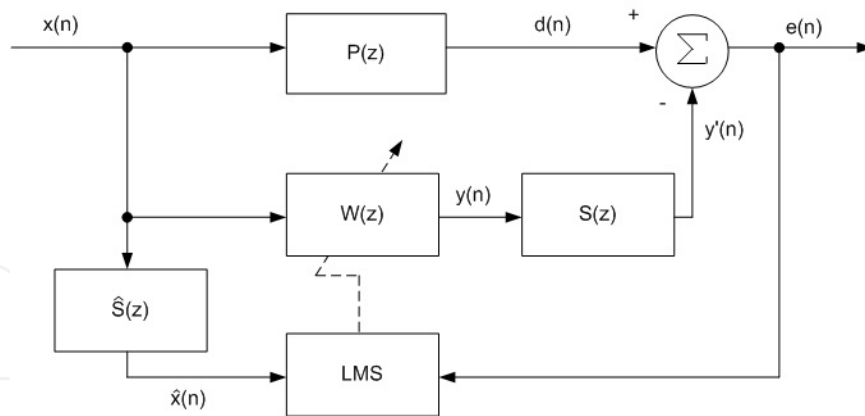 x(n)
P(z)
d(n)
+
Σ
e(n)
-
y'(n)
W(z)
y(n)
S(z)
Ŝ(z)
x̂(n)
LMS